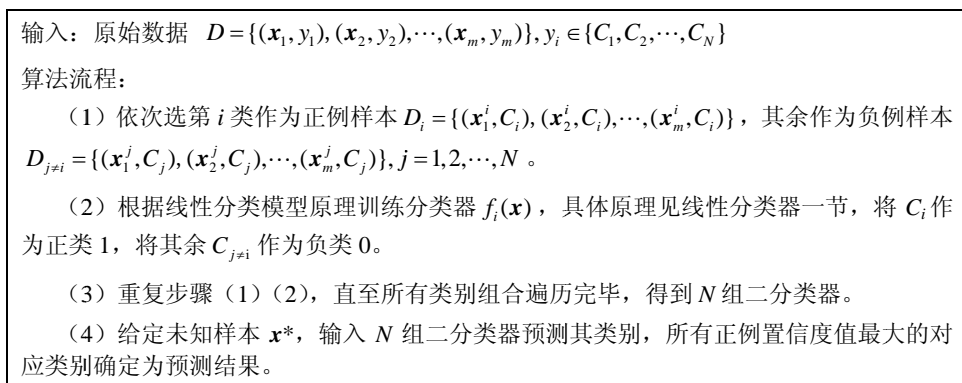 输入：原始数据 D={(x₁,y₁),(x₂,y₂),⋯,(xₘ,yₘ)},yᵢ∈{C₁,C₂,⋯,C_N}
算法流程：
（1）依次选第 i 类作为正例样本 Dᵢ={(x₁ⁱ,Cᵢ),(x₂ⁱ,Cᵢ),⋯,(xₘⁱ,Cᵢ)}，其余作为负例样本
D_{j≠i}={(x₁ʲ,Cⱼ),(x₂ʲ,Cⱼ),⋯,(xₘʲ,Cⱼ)},j=1,2,⋯,N 。
（2）根据线性分类模型原理训练分类器 fᵢ(x)，具体原理见线性分类器一节，将 Cᵢ作
为正类 1，将其余 C_{j≠i} 作为负类 0。
（3）重复步骤（1）（2），直至所有类别组合遍历完毕，得到 N 组二分类器。
（4）给定未知样本 x*，输入 N 组二分类器预测其类别，所有正例置信度值最大的对
应类别确定为预测结果。